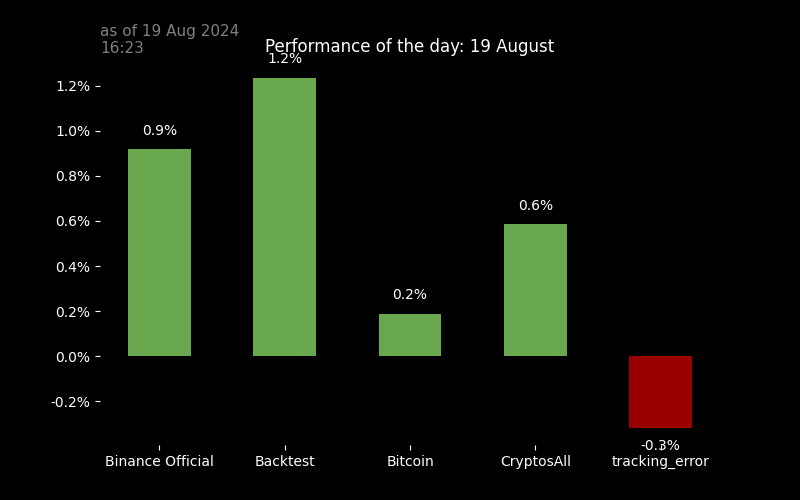 as of 19 Aug 2024
16:23
Performance of the day: 19 August
1.2%
1.2%
1.0%
0.9%
0.8%
0.6%
0.6%
0.4%
0.2%
0.2%
0.0%
-0.2%
-0.3%
Binance Official
Backtest
Bitcoin
CryptosAll
tracking_error